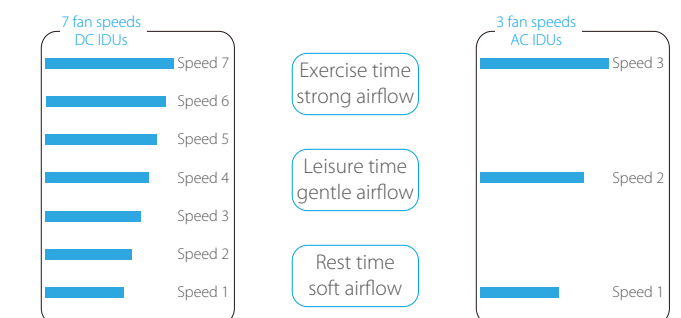 7 fan speeds
DC IDUs
Speed 7
Speed 6
Speed 5
Speed 4
Speed 3
Speed 2
Speed 1
Exercise time
strong airflow
Leisure time
gentle airflow
Rest time
soft airflow
3 fan speeds
AC IDUs
Speed 3
Speed 2
Speed 1